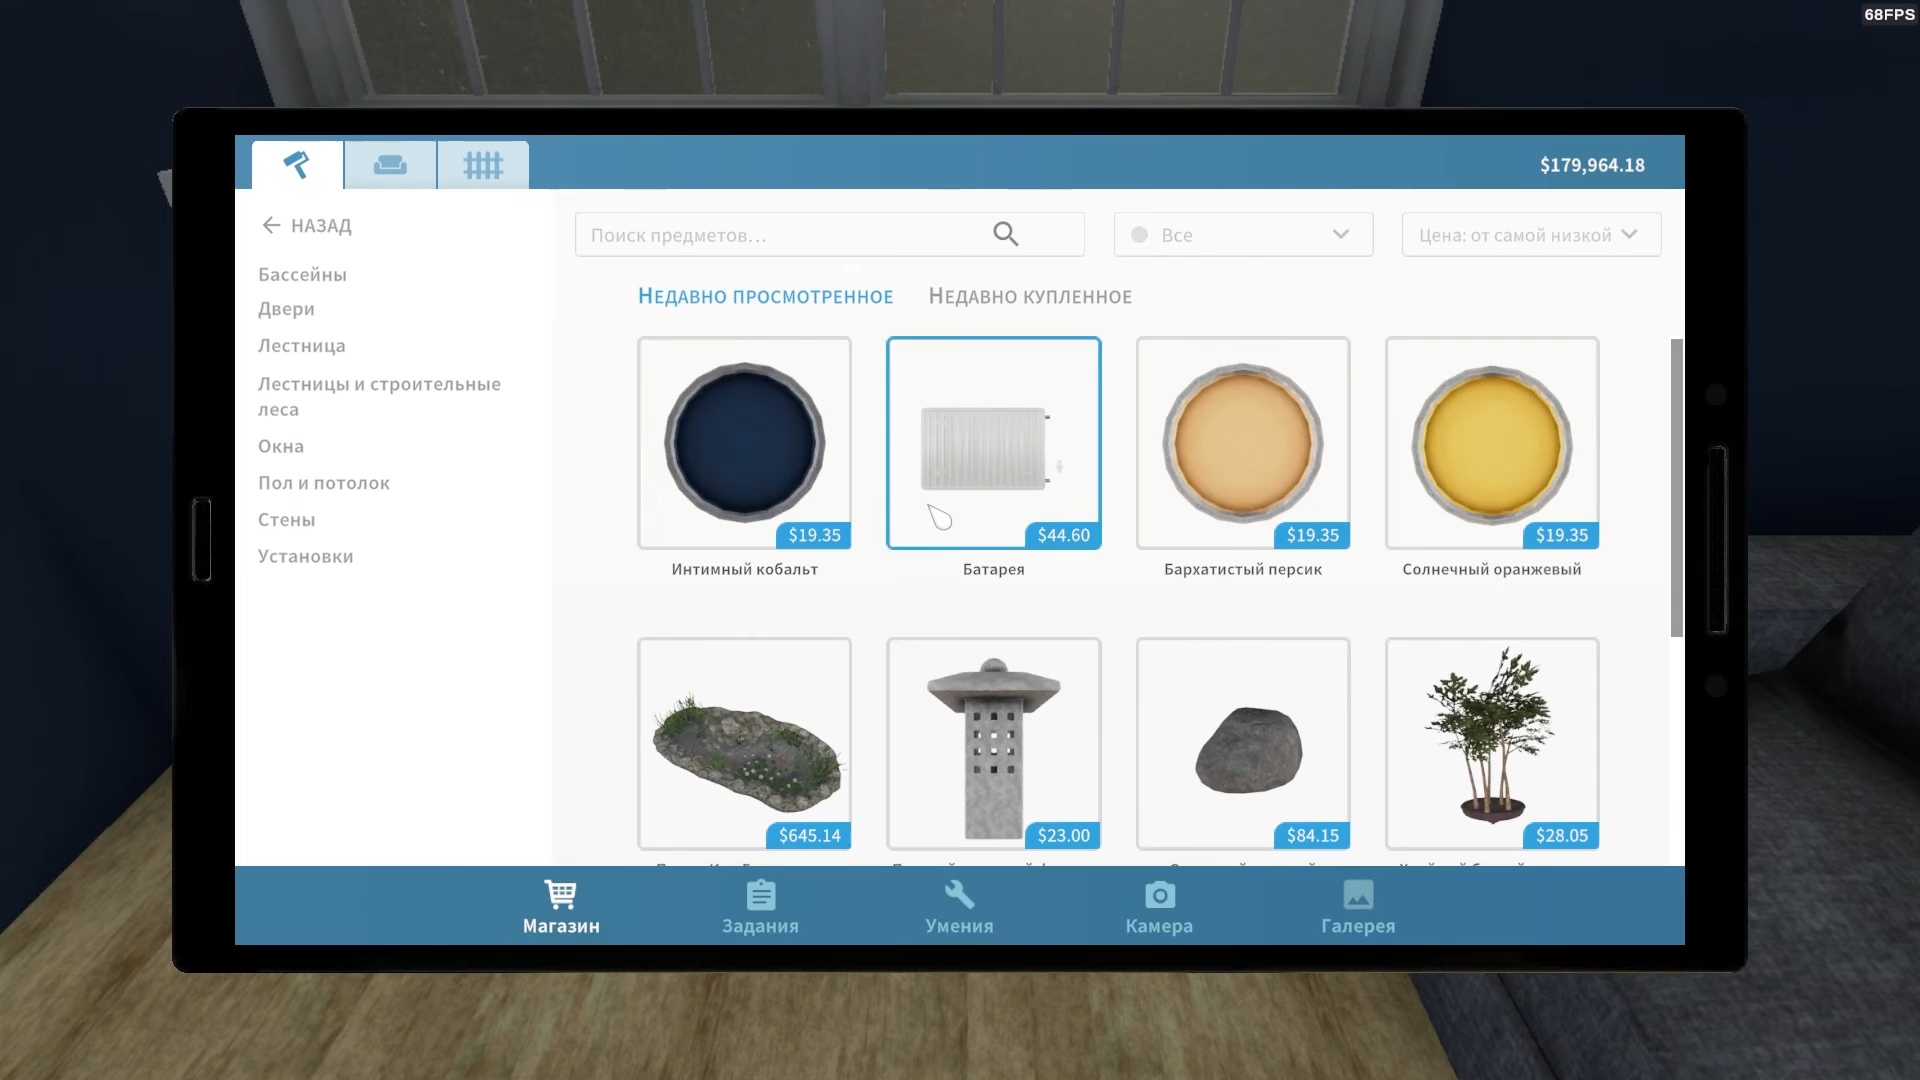 68FPS
$179,964.18
НАЗАД
Поиск предметов...
Все
Цена: от самой низкой
Бассейны
Двери
Лестница
Лестницы и строительные
леса
Окна
Пол и потолок
Стены
Установки
НЕДАВНО ПРОСМОТРЕННОЕ
НЕДАВНО КУПЛЕННОЕ
$19.35
$44.60
$19.35
$19.35
Интимный кобальт
Батарея
Бархатистый персик
Солнечный оранжевый
$645.14
$23.00
$84.15
$28.05
Магазин
Задания
Умения
Камера
Галерея